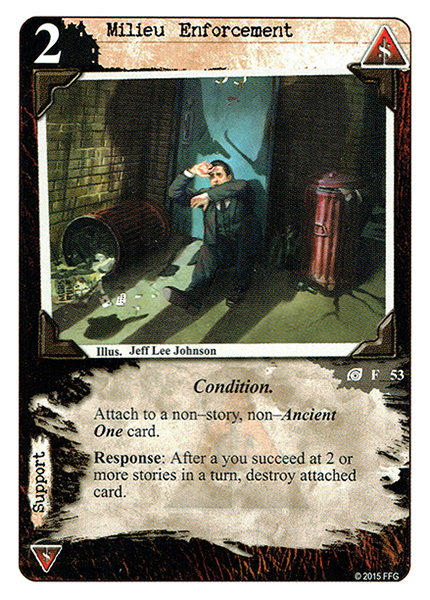 2 Milieu Enforcement
Illus. Jeff Lee Johnson
F 53
Condition.
Attach to a non–story, non–Ancient
One card.
Response: After a you succeed at 2 or
more stories in a turn, destroy attached
card.
Support
© 2015 FFG